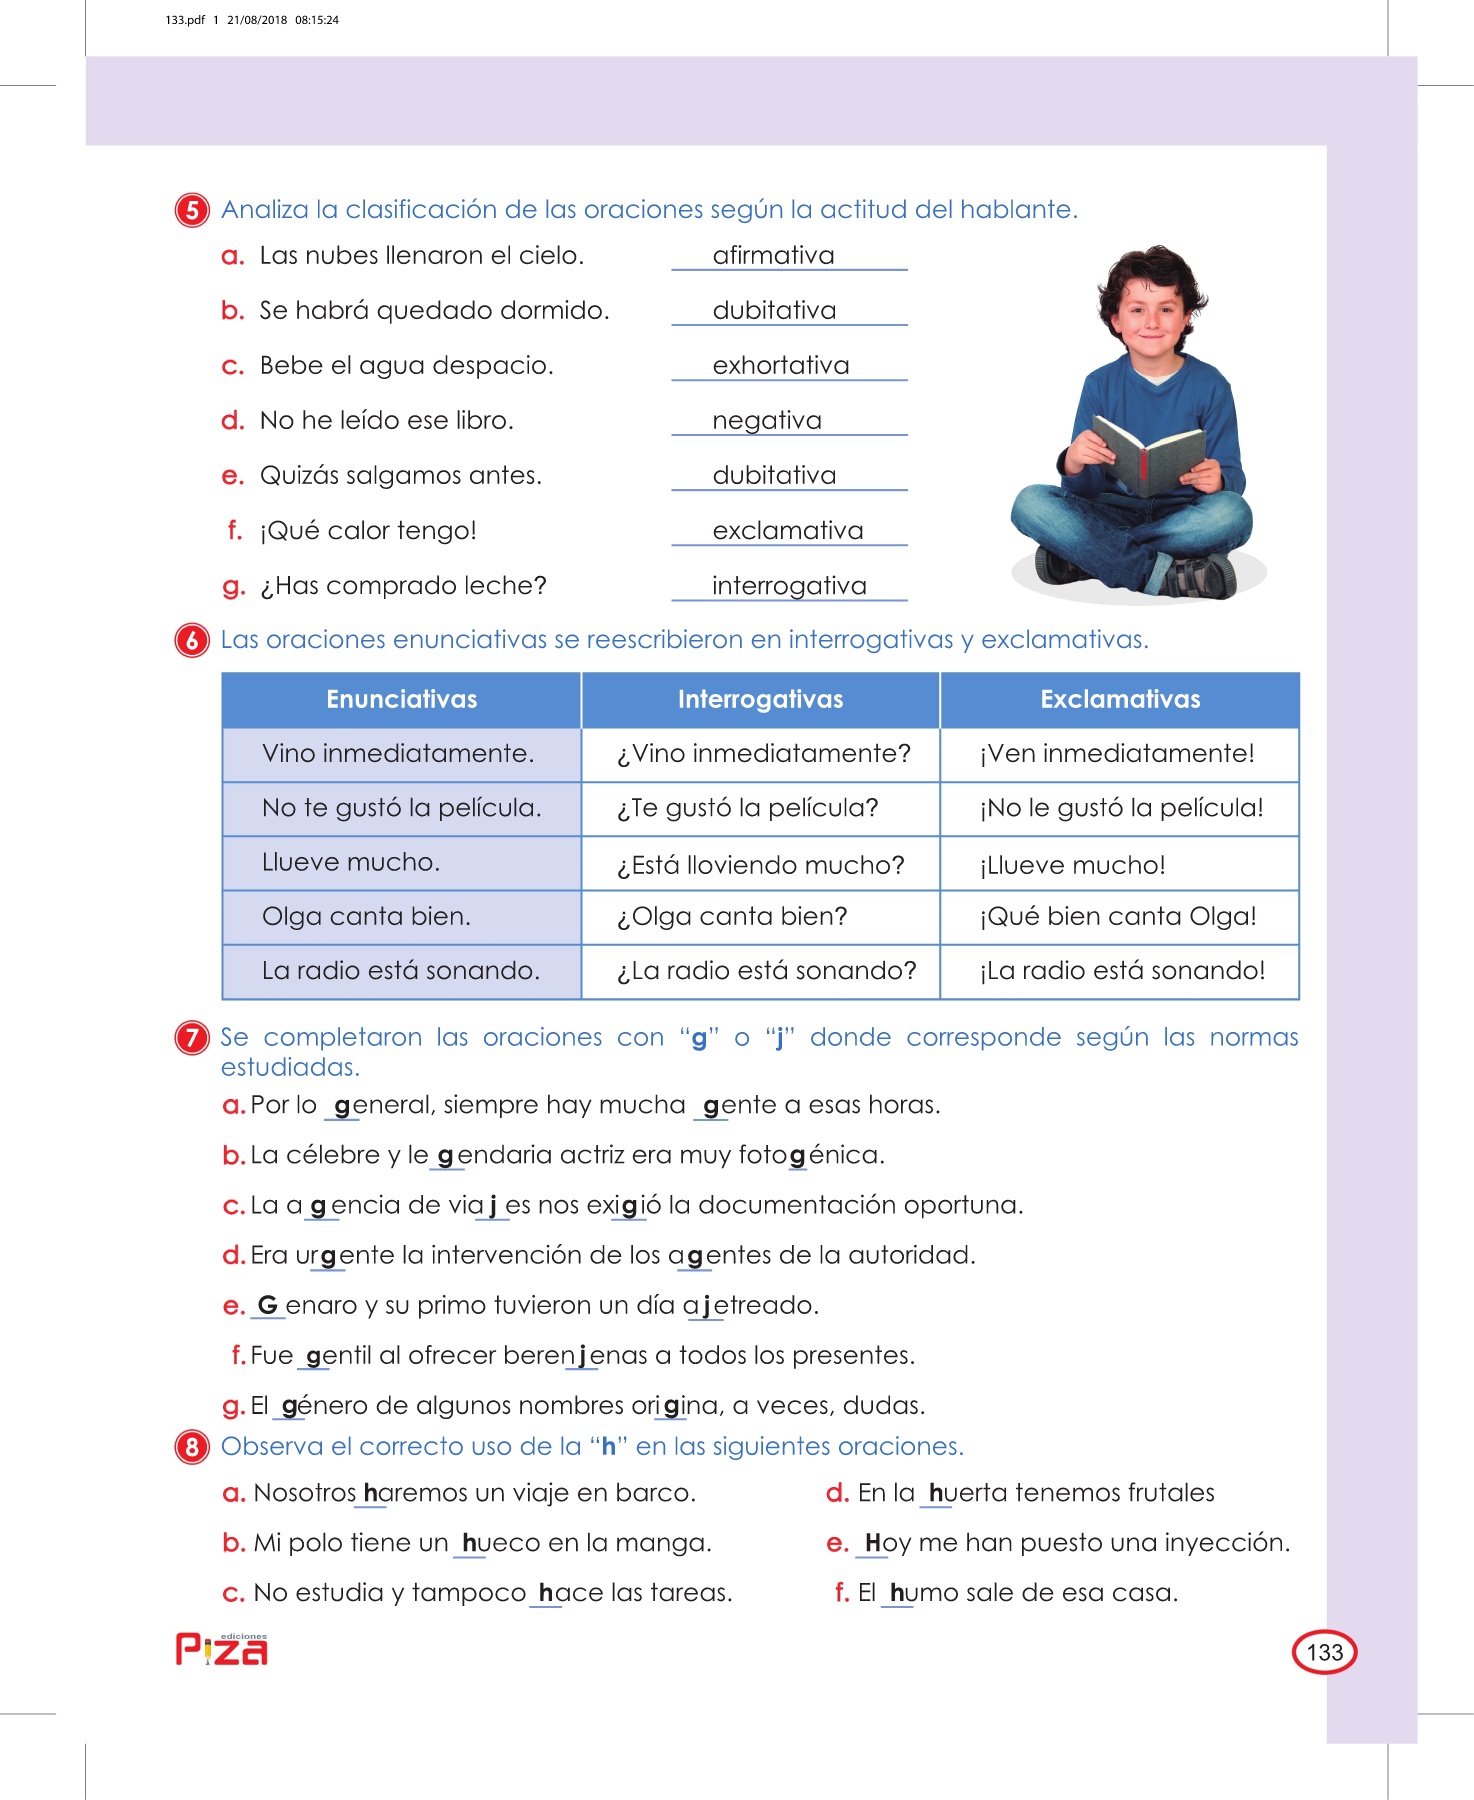 133.pdf 1 21/08/2018 08:15:24
5 Analiza la clasificación de las oraciones según la actitud del hablante.
a. Las nubes llenaron el cielo. afirmativa
b. Se habrá quedado dormido. dubitativa
c. Bebe el agua despacio. exhortativa
d. No he leído ese libro. negativa
e. Quizás salgamos antes. dubitativa
f. ¡Qué calor tengo! exclamativa
g. ¿Has comprado leche? interrogativa
6 Las oraciones enunciativas se reescribieron en interrogativas y exclamativas.
Enunciativas Interrogativas Exclamativas
Vino inmediatamente. ¿Vino inmediatamente? ¡Ven inmediatamente!
No te gustó la película. ¿Te gustó la película? ¡No le gustó la película!
Llueve mucho. ¿Está lloviendo mucho? ¡Llueve mucho!
Olga canta bien. ¿Olga canta bien? ¡Qué bien canta Olga!
La radio está sonando. ¿La radio está sonando? ¡La radio está sonando!
7 Se completaron las oraciones con “g” o “j” donde corresponde según las normas
estudiadas.
a. Por lo general, siempre hay mucha gente a esas horas.
b. La célebre y legendaria actriz era muy fotogénica.
c. La agencia de viajes nos exigió la documentación oportuna.
d. Era urgente la intervención de los agentes de la autoridad.
e. Genaro y su primo tuvieron un día ajetreado.
f. Fue gentil al ofrecer berenjenas a todos los presentes.
g. El género de algunos nombres origina, a veces, dudas.
8 Observa el correcto uso de la “h” en las siguientes oraciones.
a. Nosotros haremos un viaje en barco.
b. Mi polo tiene un hueco en la manga.
c. No estudia y tampoco hace las tareas.
d. En la huerta tenemos frutales
e. Hoy me han puesto una inyección.
f. El humo sale de esa casa.
ediciones
Piza
133